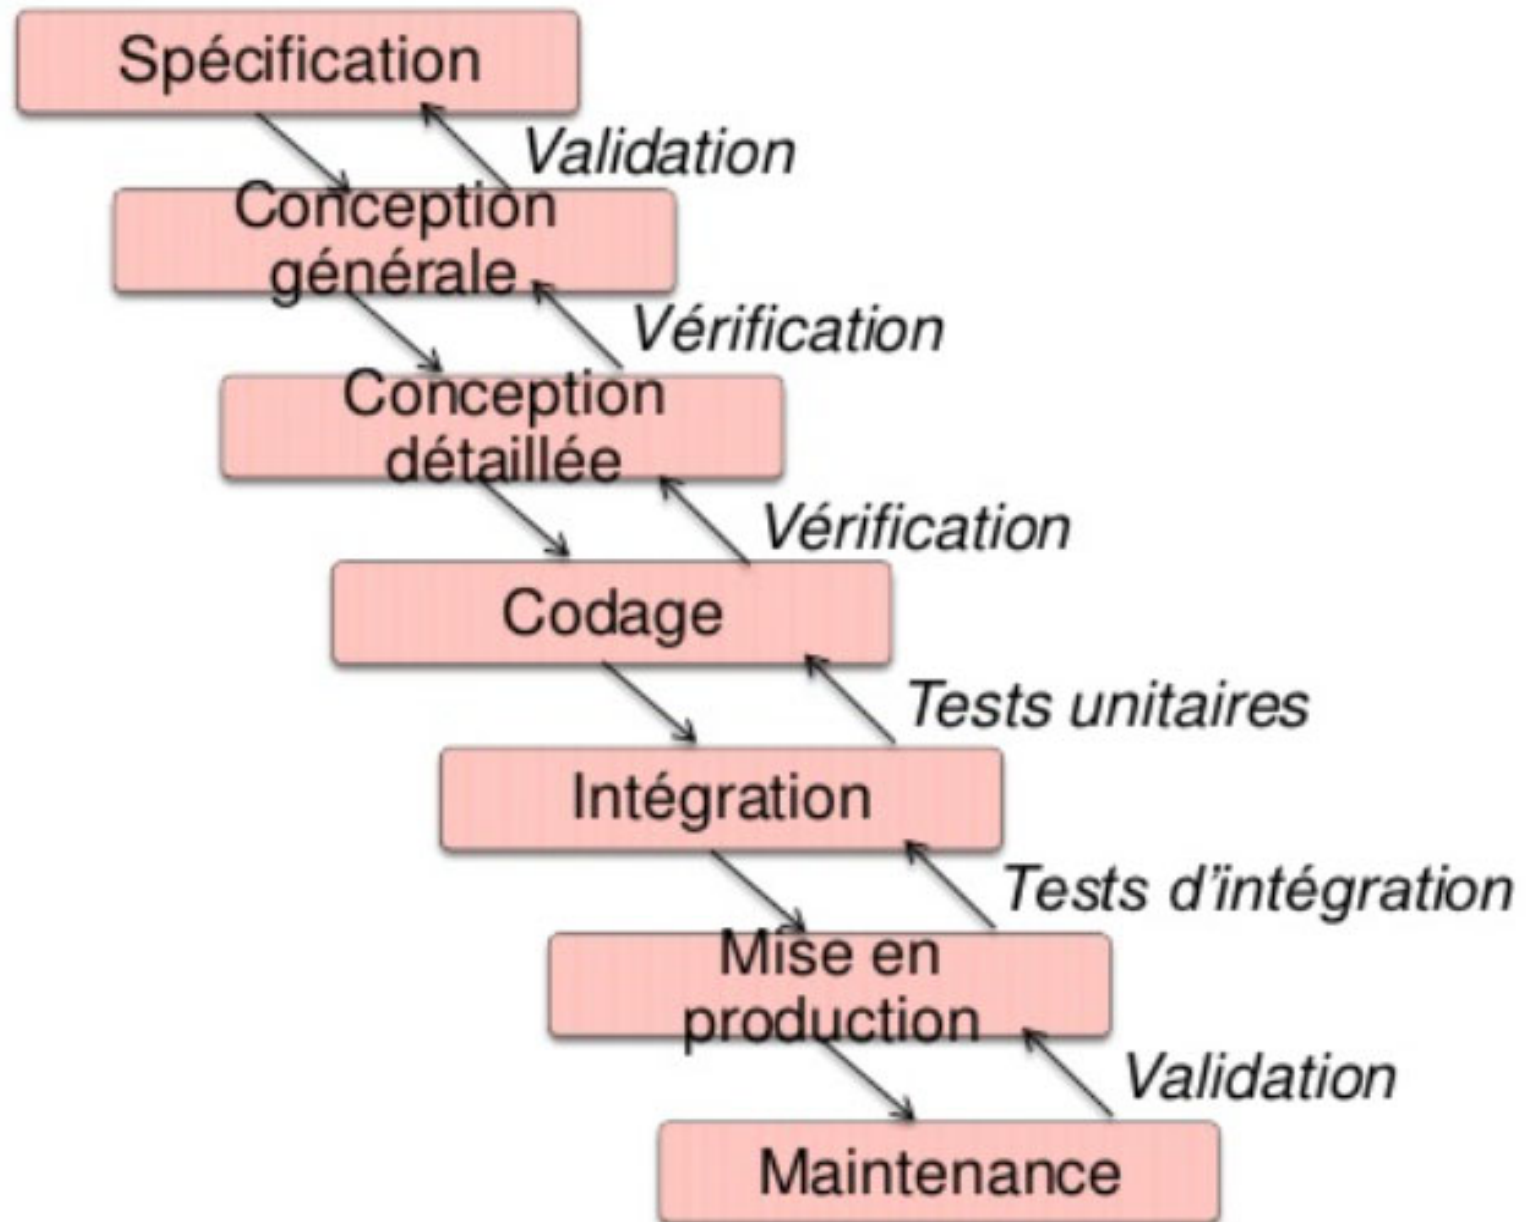 Spécification
Validation
Conception
générale
Vérification
Conception
détaillée
Vérification
Codage
Tests unitaires
Intégration
Tests d’intégration
Mise en
production
Validation
Maintenance